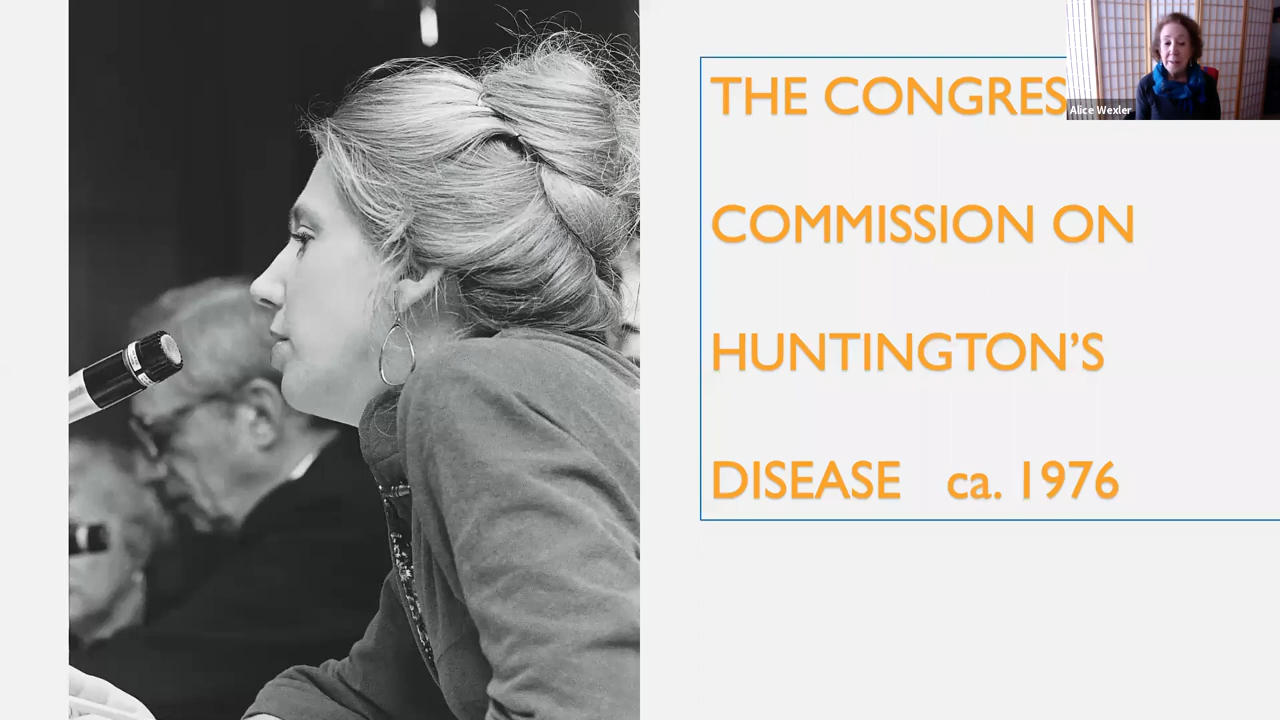 THE CONGRES
COMMISSION ON
HUNTINGTON’S
DISEASE ca. 1976
Alice Wexler